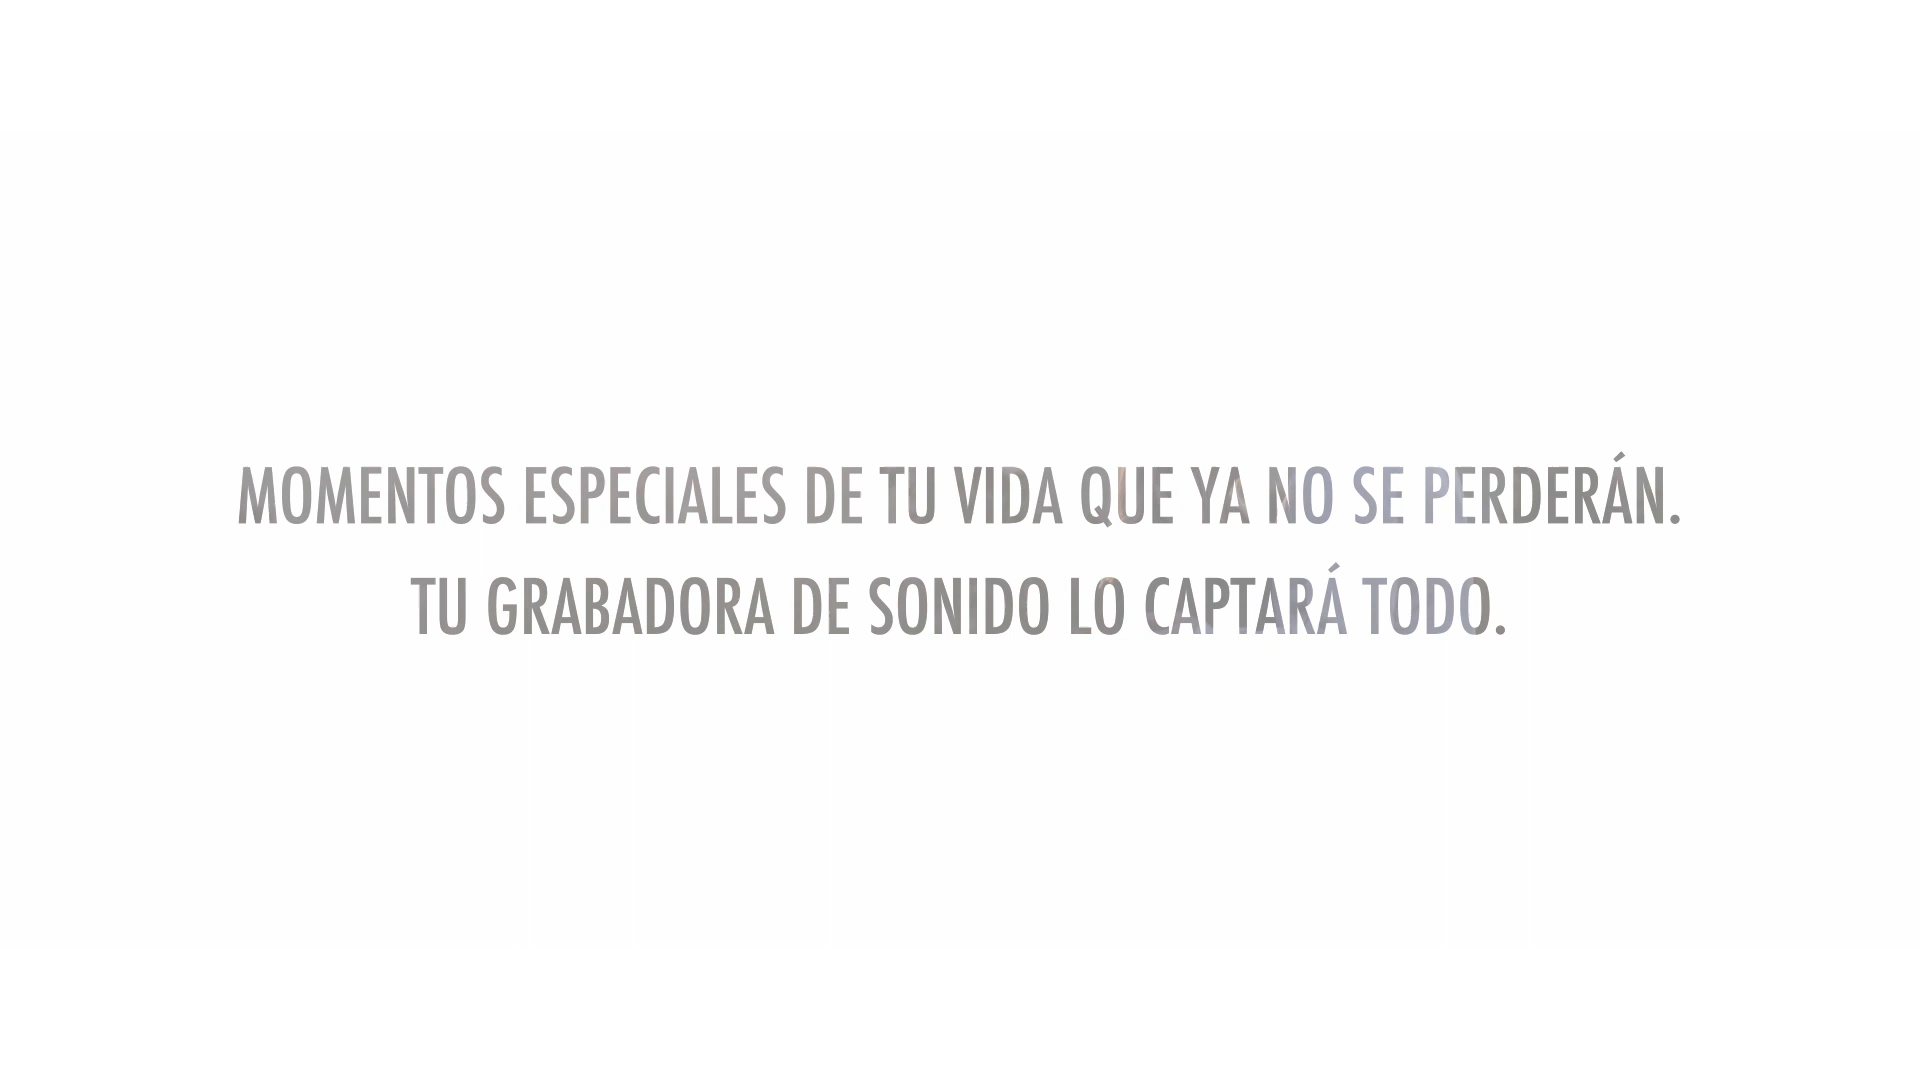 MOMENTOS ESPECIALES DE TU VIDA QUE YA NO SE PERDERÁN.
TU GRABADORA DE SONIDO LO CAPTARÁ TODO.